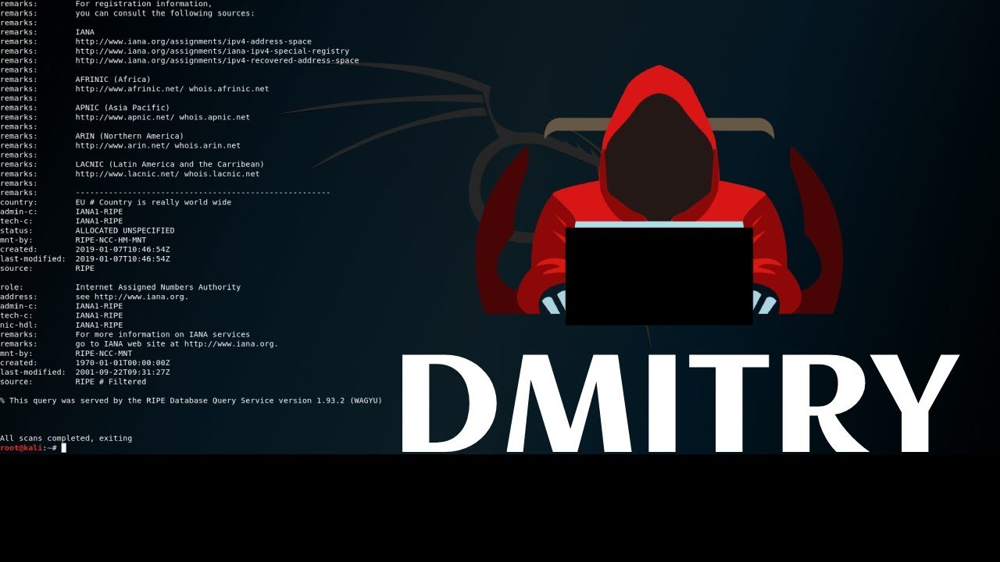 remarks: For registration information,
remarks: you can consult the following sources:
remarks:
remarks: IANA
remarks: http://www.iana.org/assignments/ipv4-address-space
remarks: http://www.iana.org/assignments/iana-ipv4-special-registry
remarks: http://www.iana.org/assignments/ipv4-recovered-address-space
remarks:
remarks: AFRINIC (Africa)
remarks: http://www.afrinic.net/ whois.afrinic.net
remarks:
remarks: APNIC (Asia Pacific)
remarks: http://www.apnic.net/ whois.apnic.net
remarks:
remarks: ARIN (Northern America)
remarks: http://www.arin.net/ whois.arin.net
remarks:
remarks: LACNIC (Latin America and the Carribean)
remarks: http://www.lacnic.net/ whois.lacnic.net
remarks:
remarks: ------------------------------------------------------
country: EU # Country is really world wide
admin-c: IANA1-RIPE
tech-c: IANA1-RIPE
status: ALLOCATED UNSPECIFIED
mnt-by: RIPE-NCC-HM-MNT
created: 2019-01-07T10:46:54Z
last-modified: 2019-01-07T10:46:54Z
source: RIPE
role: Internet Assigned Numbers Authority
address: see http://www.iana.org.
admin-c: IANA1-RIPE
tech-c: IANA1-RIPE
nic-hdl: IANA1-RIPE
remarks: For more information on IANA services
remarks: go to IANA web site at http://www.iana.org.
mnt-by: RIPE-NCC-MNT
created: 1970-01-01T00:00:00Z
last-modified: 2001-09-22T09:31:27Z
source: RIPE # Filtered
% This query was served by the RIPE Database Query Service version 1.93.2 (WAGYU)
All scans completed, exiting
root@kali:~#
DMITRY